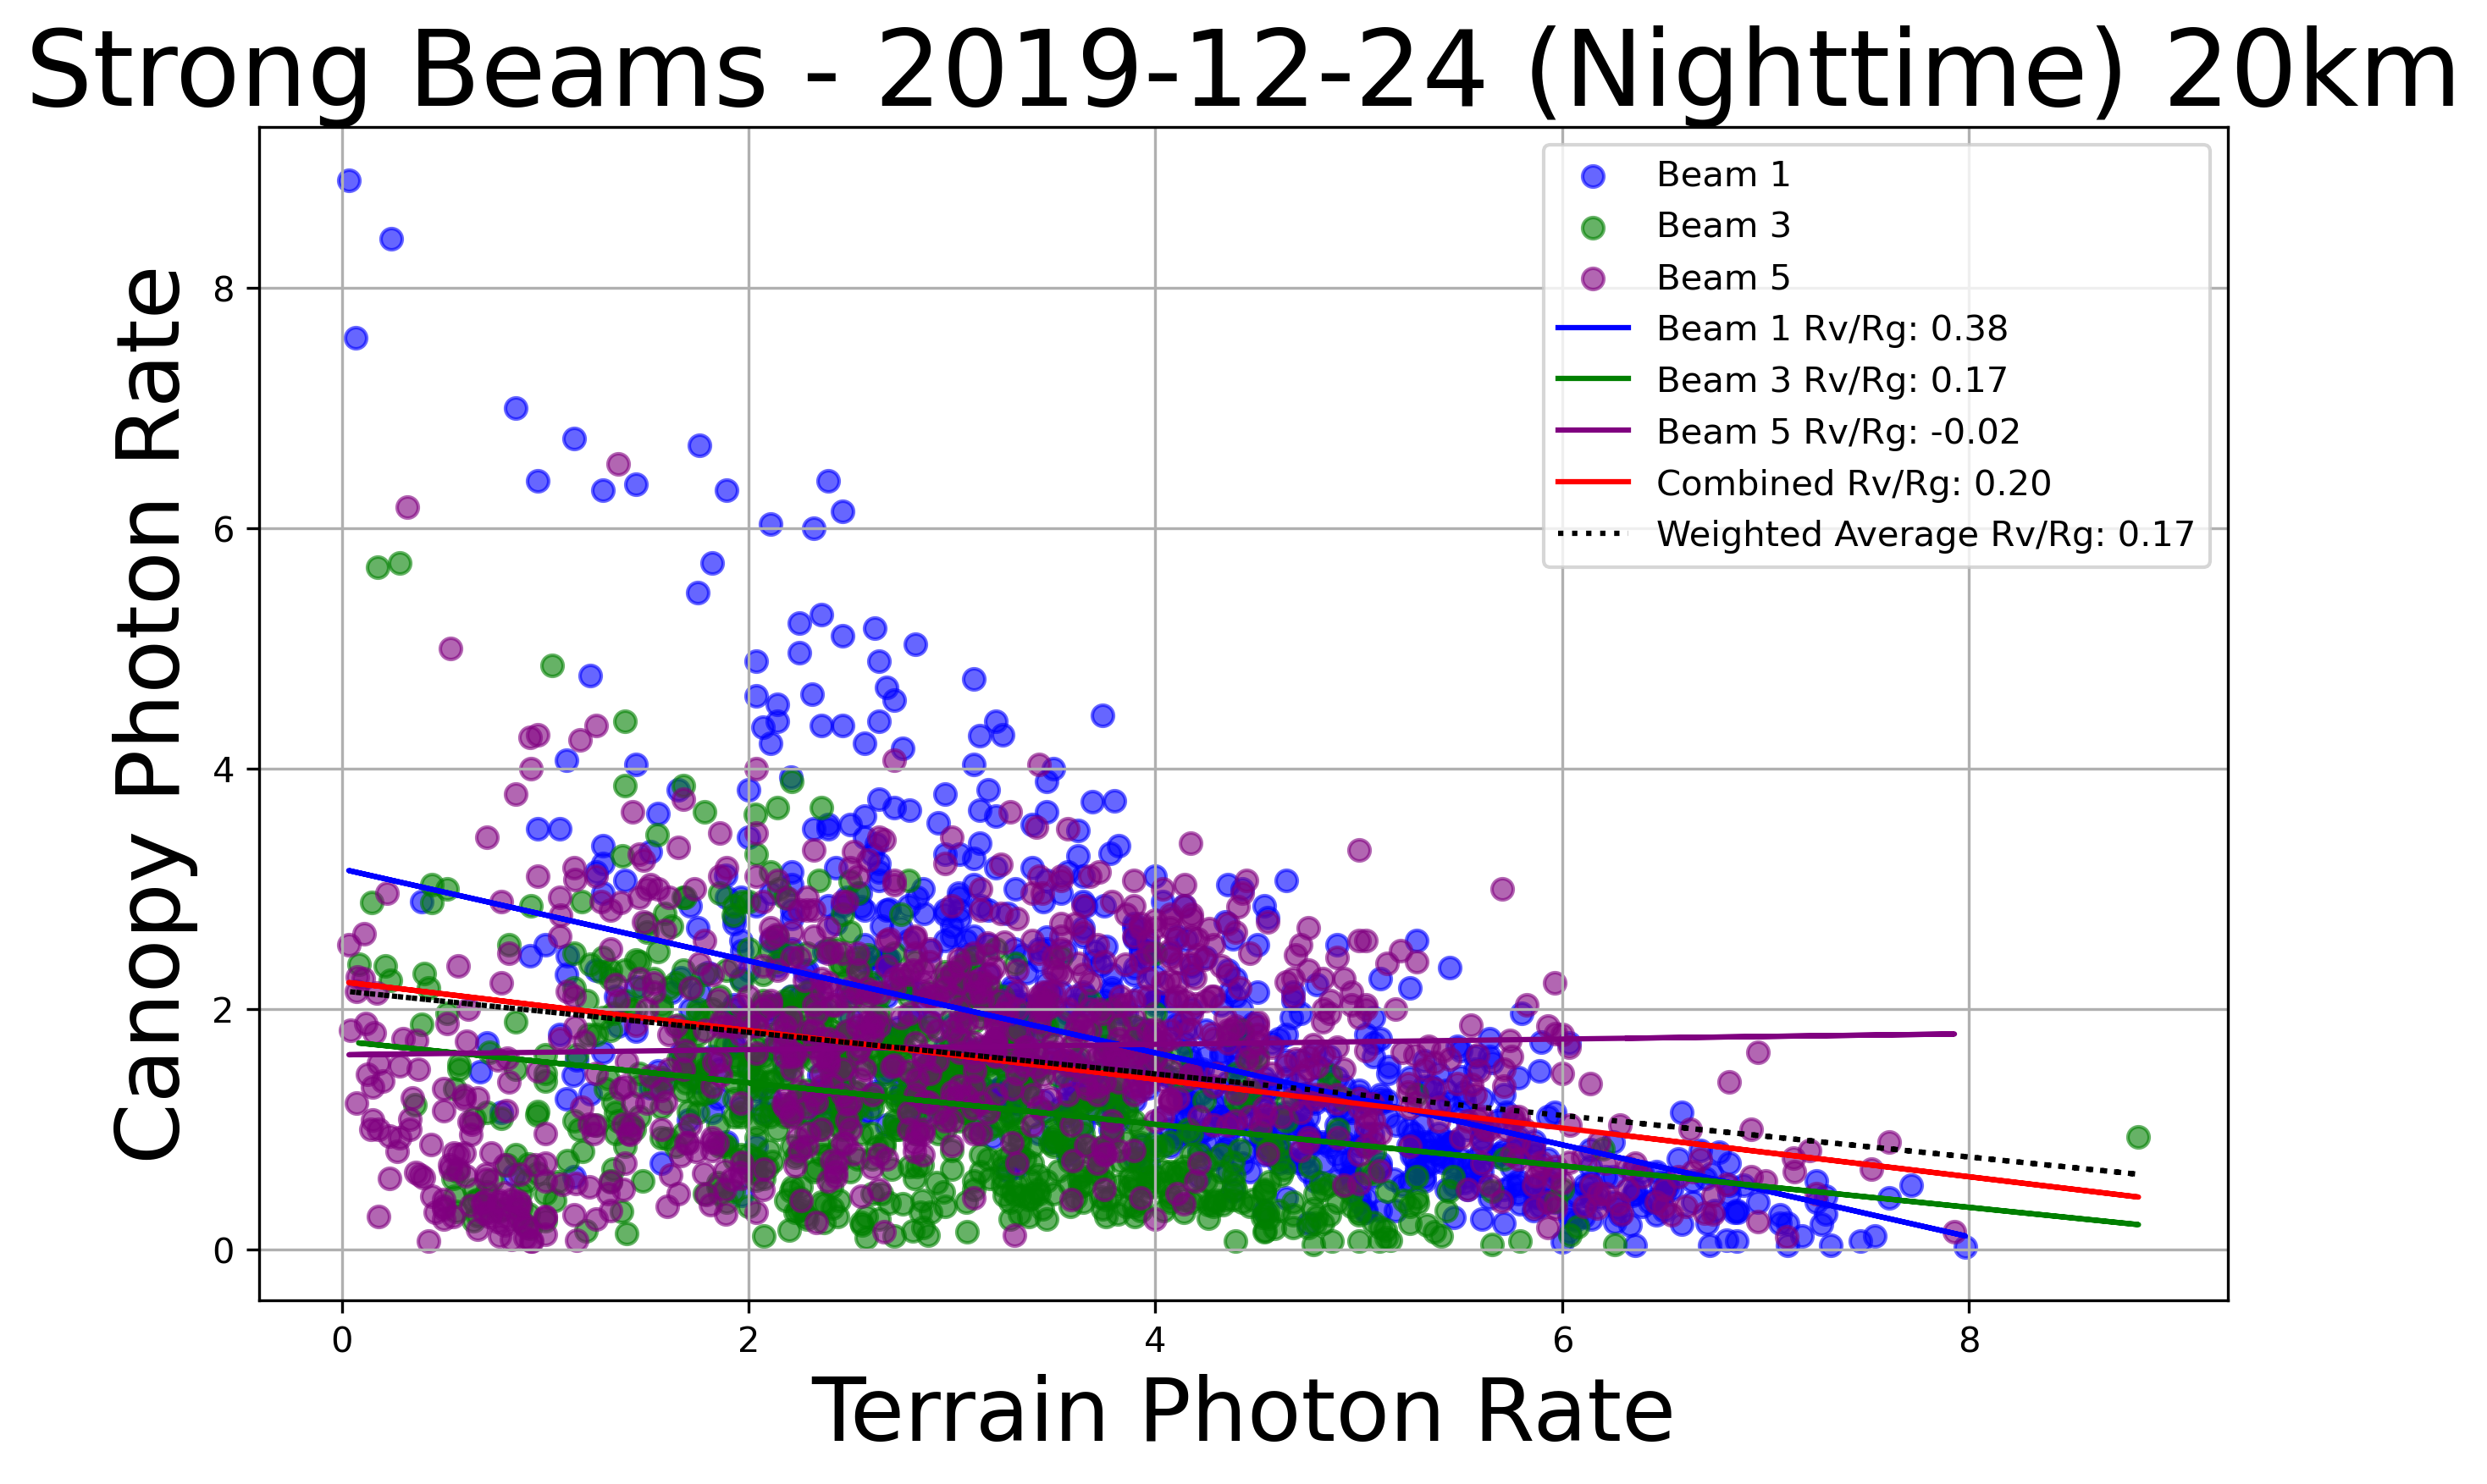 Strong Beams - 2019-12-24 (Nighttime) 20km
Canopy Photon Rate
8
6
4
2
0
Beam 1
Beam 3
Beam 5
Beam 1 Rv/Rg: 0.38
Beam 3 Rv/Rg: 0.17
Beam 5 Rv/Rg: -0.02
Combined Rv/Rg: 0.20
Weighted Average Rv/Rg: 0.17
0 2 4 6 8
Terrain Photon Rate